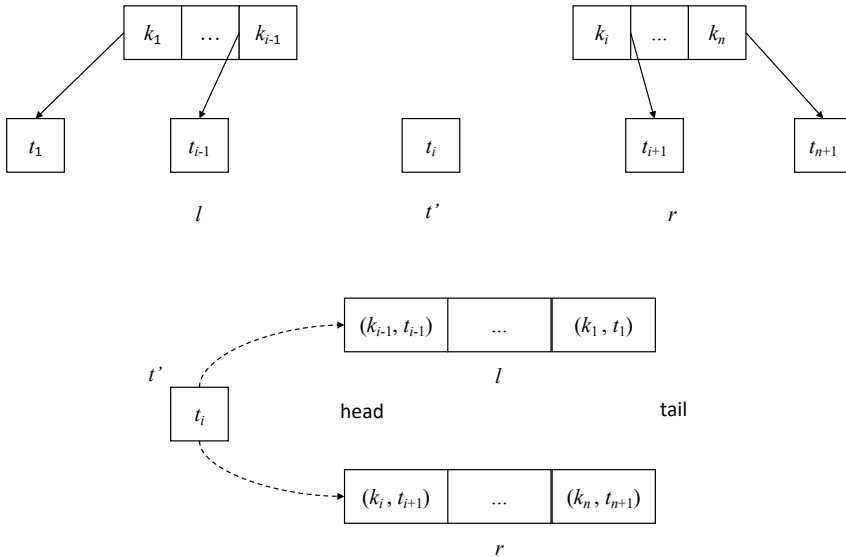 k₁ … kᵢ₋₁ kᵢ ... kₙ
t₁ tᵢ₋₁ tᵢ tᵢ₊₁ tₙ₊₁
l t’ r
(kᵢ₋₁, tᵢ₋₁) ... (k₁ , t₁)
t’ l
tᵢ head tail
(kᵢ , tᵢ₊₁) ... (kₙ , tₙ₊₁)
r